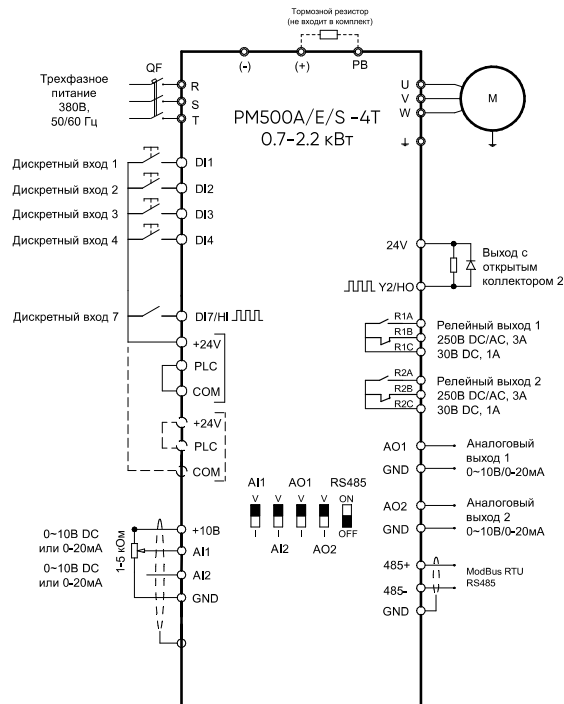 Тормозной резистор
(не входит в комплект)
QF
(-)
(+)
PB
Трехфазное
питание
380В,
50/60 Гц
R
S
T
U
V
W
M
PM500A/E/S -4T
0.7-2.2 кВт
Дискретный вход 1
DI1
Дискретный вход 2
DI2
Дискретный вход 3
DI3
Дискретный вход 4
DI4
24V
Выход с
открытым
коллектором 2
Y2/HO
Дискретный вход 7
DI7/HI
+24V
PLC
COM
+24V
PLC
COM
R1A
R1B
R1C
Релейный выход 1
250В DC/AC, 3A
30В DC, 1A
R2A
R2B
R2C
Релейный выход 2
250В DC/AC, 3A
30В DC, 1A
AO1
GND
Аналоговый
выход 1
0~10В/0-20мА
AO2
GND
Аналоговый
выход 2
0~10В/0-20мА
AI1
AO1
RS485
V
V
V
V
ON
I
I
I
I
OFF
AI2
AO2
0~10В DC
или 0-20мА
0~10В DC
или 0-20мА
1-5 кОм
+10В
AI1
AI2
GND
485+
485-
GND
ModBus RTU
RS485